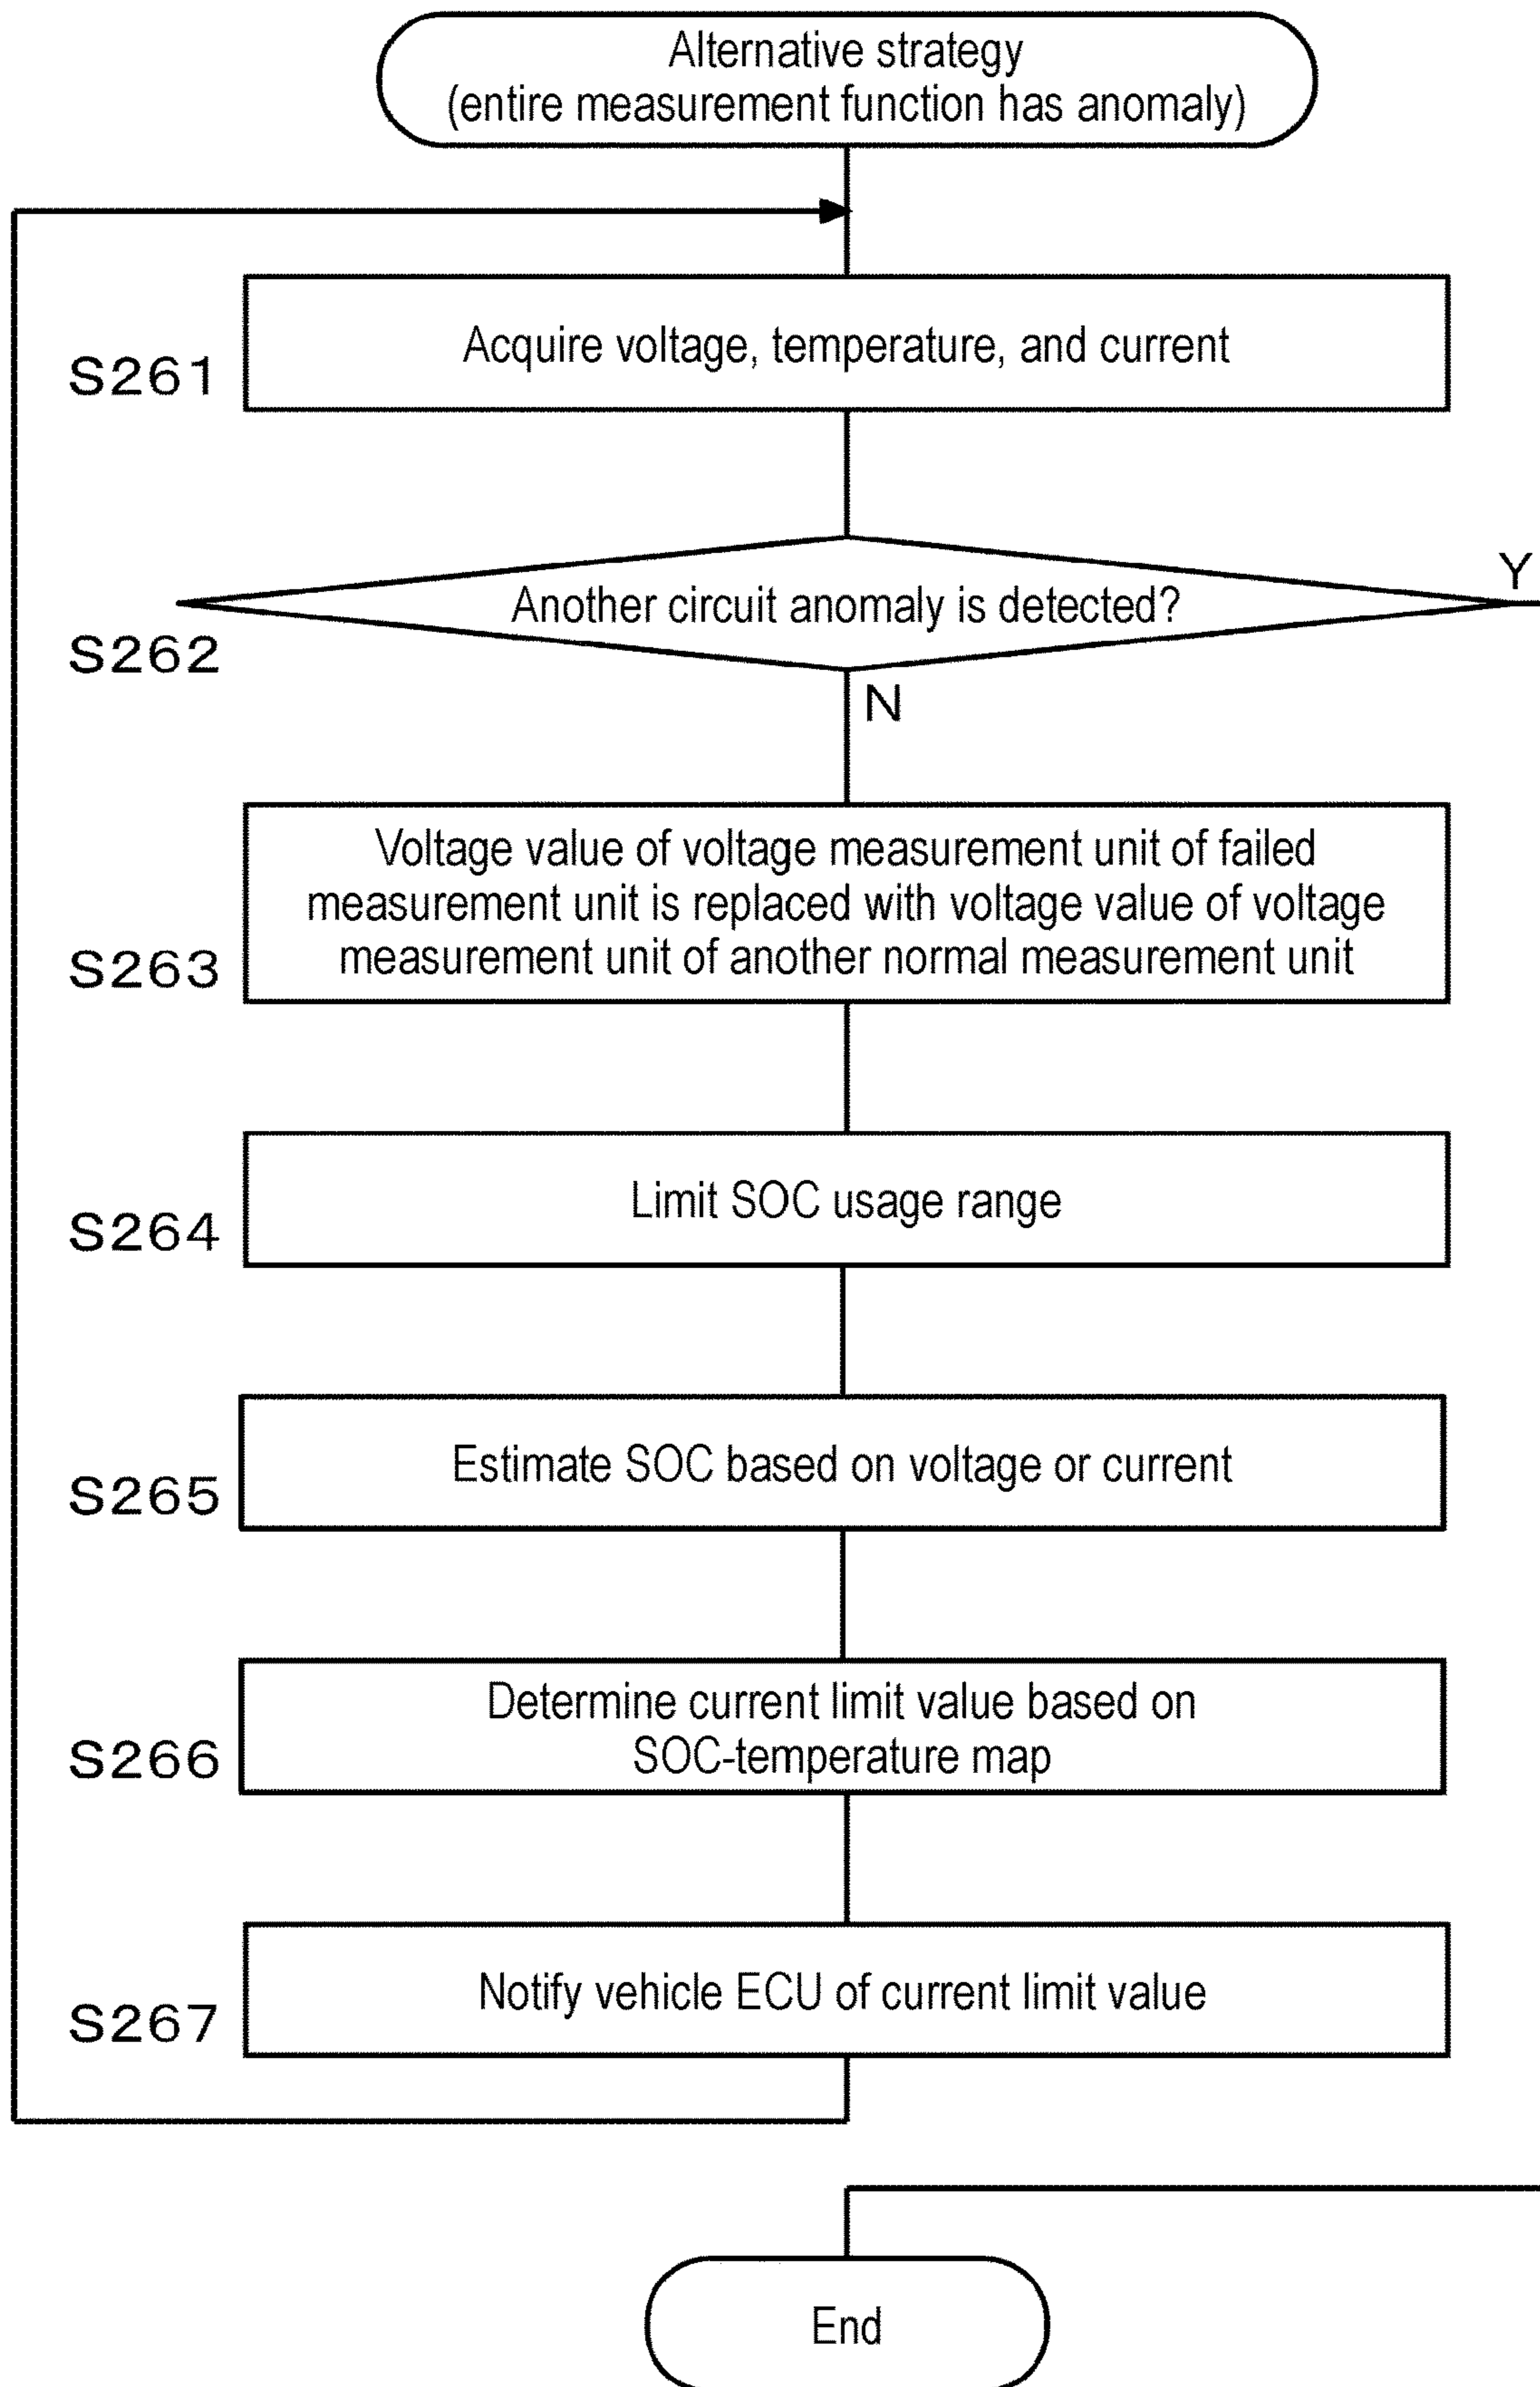 Alternative strategy
(entire measurement function has anomaly)
Acquire voltage, temperature, and current
S261
Y
Another circuit anomaly is detected?
S262
N
Voltage value of voltage measurement unit of failed
measurement unit is replaced with voltage value of voltage
measurement unit of another normal measurement unit
S263
Limit SOC usage range
S264
Estimate SOC based on voltage or current
S265
Determine current limit value based on
SOC-temperature map
S266
Notify vehicle ECU of current limit value
S267
End